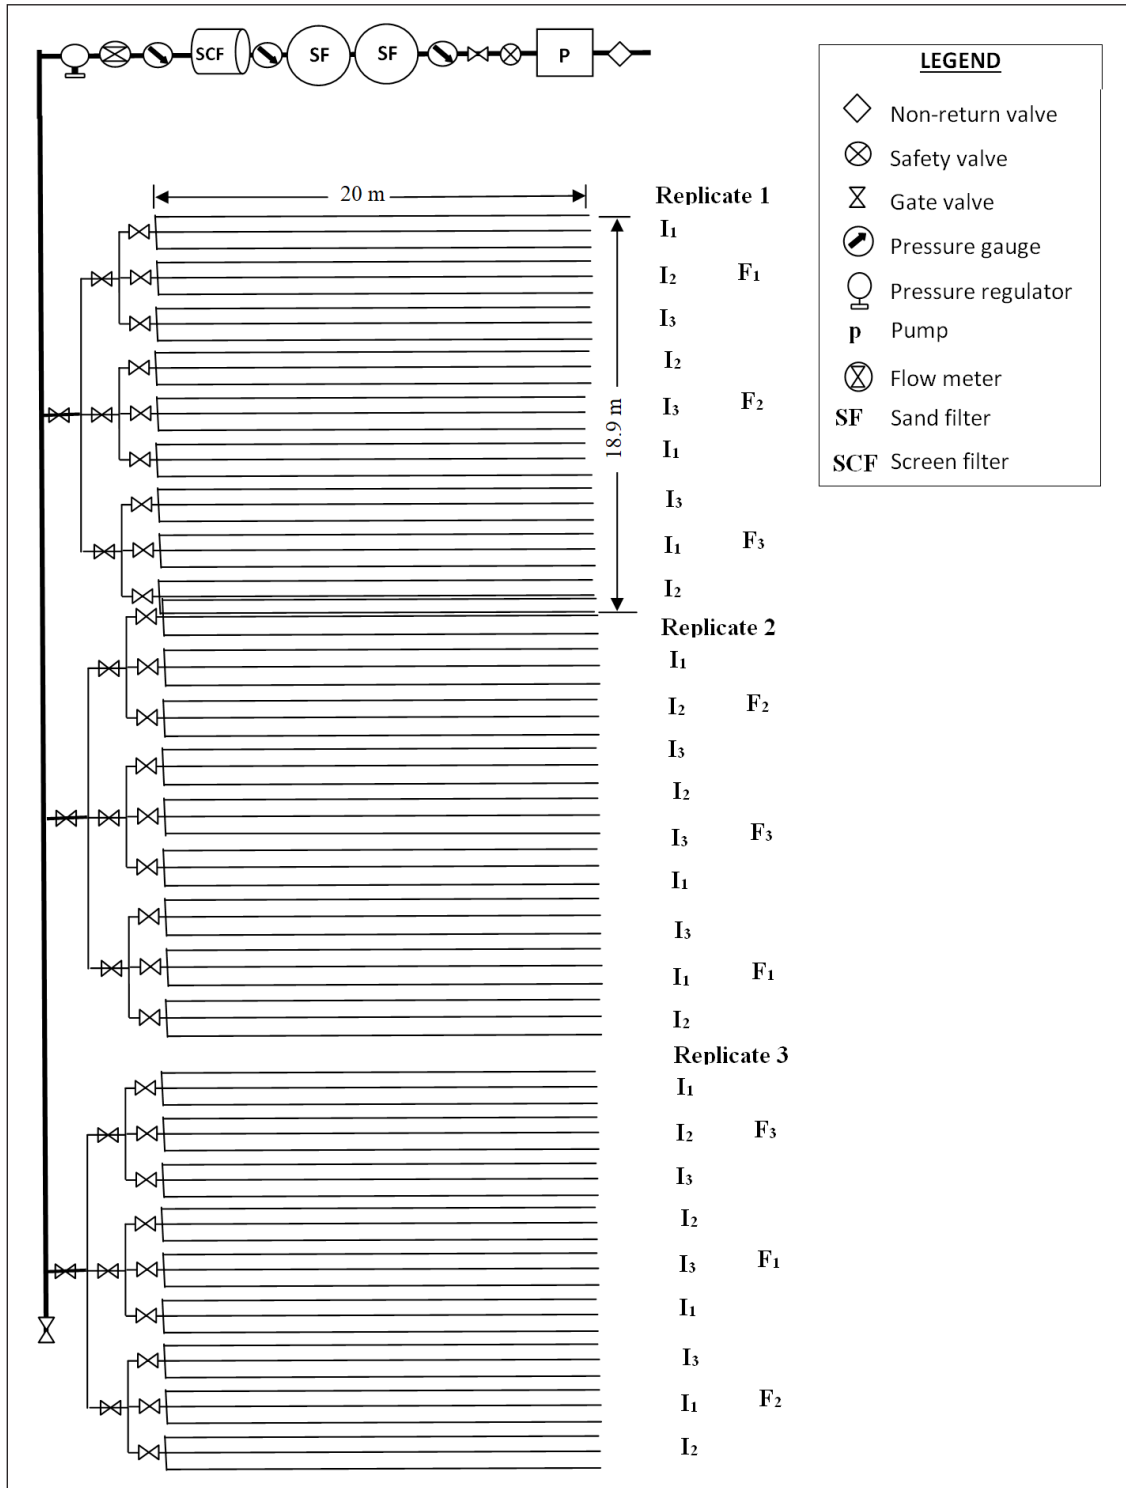 SCF
SF
SF
P
LEGEND
Non-return valve
Safety valve
Gate valve
Pressure gauge
Pressure regulator
p Pump
Flow meter
SF Sand filter
SCF Screen filter
20 m
18.9 m
Replicate 1
I₁
I₂ F₁
I₃
I₂
I₃ F₂
I₁
I₃
I₁ F₃
I₂
Replicate 2
I₁
I₂ F₂
I₃
I₂
I₃ F₃
I₁
I₃
I₁ F₁
I₂
Replicate 3
I₁
I₂ F₃
I₃
I₂
I₃ F₁
I₁
I₃
I₁ F₂
I₂